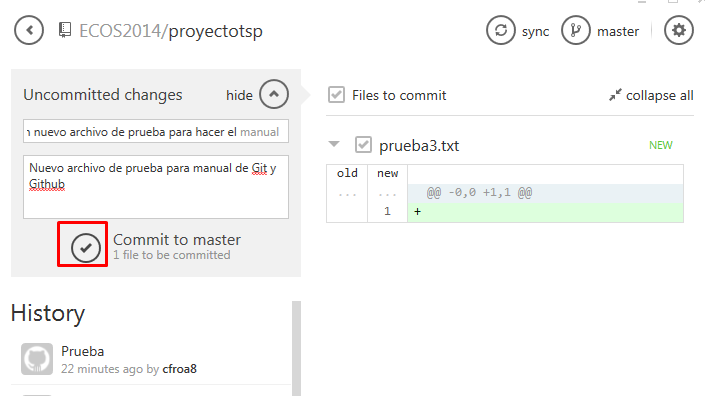 ECOS2014/proyectotsp
sync
master
Uncommitted changes
hide
Files to commit
collapse all
nuevo archivo de prueba para hacer el manual
Nuevo archivo de prueba para manual de Git y
Github
Commit to master
1 file to be committed
prueba3.txt
NEW
old new
... ... @@ -0,0 +1,1 @@
1 +
History
Prueba
22 minutes ago by cfroa8